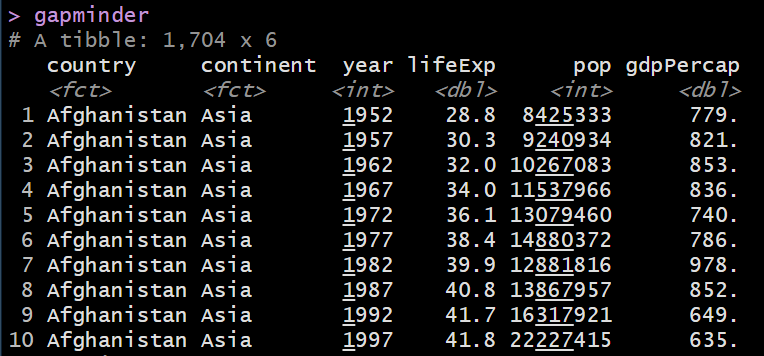 > gapminder
# A tibble: 1,704 x 6
country continent year lifeExp pop gdpPercap
<fct> <fct> <int> <dbl> <int> <dbl>
1 Afghanistan Asia 1952 28.8 8425333 779.
2 Afghanistan Asia 1957 30.3 9240934 821.
3 Afghanistan Asia 1962 32.0 10267083 853.
4 Afghanistan Asia 1967 34.0 11537966 836.
5 Afghanistan Asia 1972 36.1 13079460 740.
6 Afghanistan Asia 1977 38.4 14880372 786.
7 Afghanistan Asia 1982 39.9 12881816 978.
8 Afghanistan Asia 1987 40.8 13867957 852.
9 Afghanistan Asia 1992 41.7 16317921 649.
10 Afghanistan Asia 1997 41.8 22227415 635.